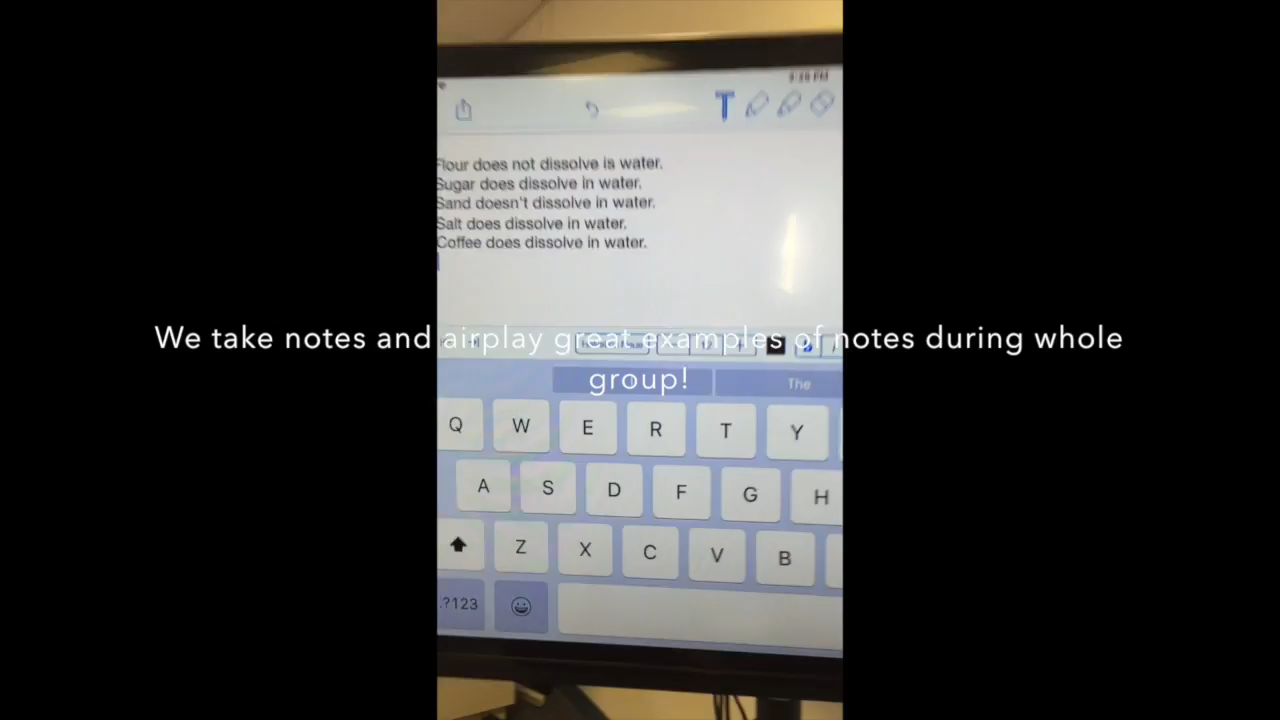 T
Flour does not dissolve is water.
Sugar does dissolve in water.
Sand doesn't dissolve in water.
Salt does dissolve in water.
Coffee does dissolve in water.
We take notes and airplay great examples of notes during whole
group!
The
Q W E R T Y
A S D F G H
Z X C V B
.?123